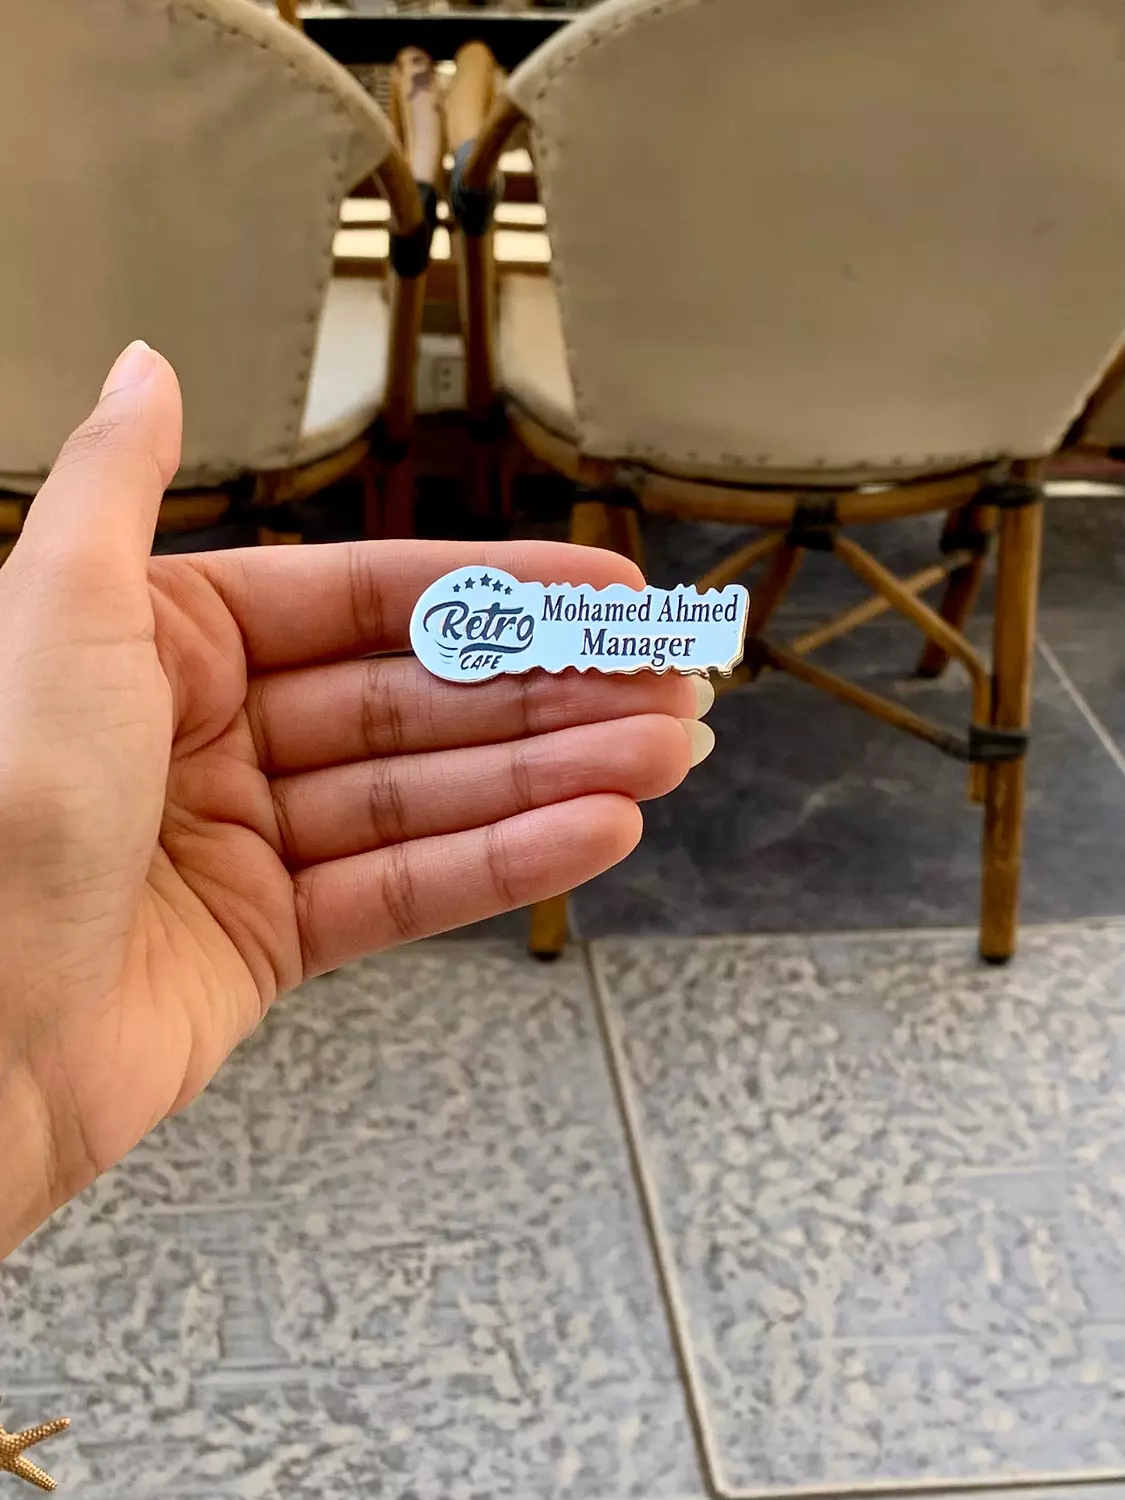 Retro
CAFE
Mohamed Ahmed
Manager